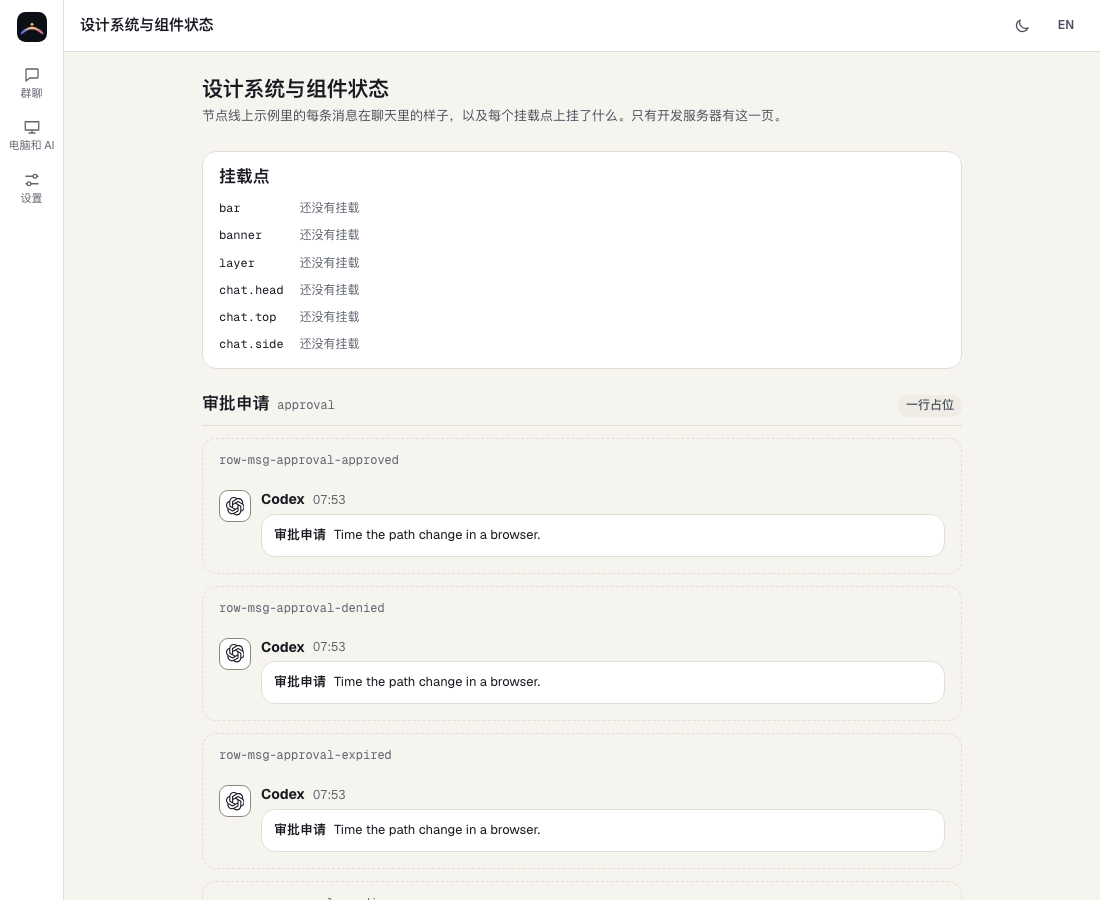 设计系统与组件状态
EN
群聊
电脑和 AI
设置
设计系统与组件状态
节点线上示例里的每条消息在聊天里的样子，以及每个挂载点上挂了什么。只有开发服务器有这一页。
挂载点
bar 还没有挂载
banner 还没有挂载
layer 还没有挂载
chat.head 还没有挂载
chat.top 还没有挂载
chat.side 还没有挂载
审批申请 approval 一行占位
row-msg-approval-approved
Codex 07:53
审批申请 Time the path change in a browser.
row-msg-approval-denied
Codex 07:53
审批申请 Time the path change in a browser.
row-msg-approval-expired
Codex 07:53
审批申请 Time the path change in a browser.